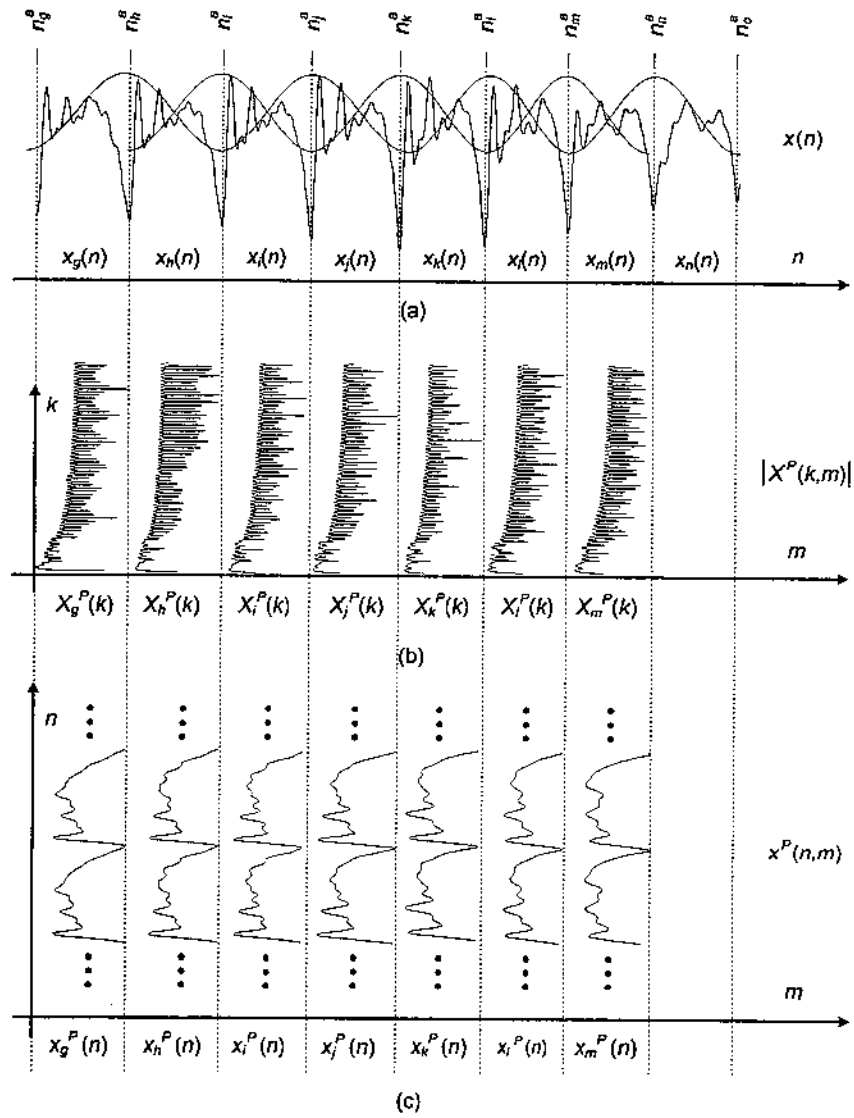 n_g^a n_h^a n_i^a n_j^a n_k^a n_l^a n_m^a n_n^a n_o^a
x(n)
x_g(n) x_h(n) x_i(n) x_j(n) x_k(n) x_l(n) x_m(n) x_n(n) n
(a)
k
|X^P(k,m)|
m
X_g^P(k) X_h^P(k) X_i^P(k) X_j^P(k) X_k^P(k) X_l^P(k) X_m^P(k)
(b)
n
x^P(n,m)
m
x_g^P(n) x_h^P(n) x_i^P(n) x_j^P(n) x_k^P(n) x_l^P(n) x_m^P(n)
(c)